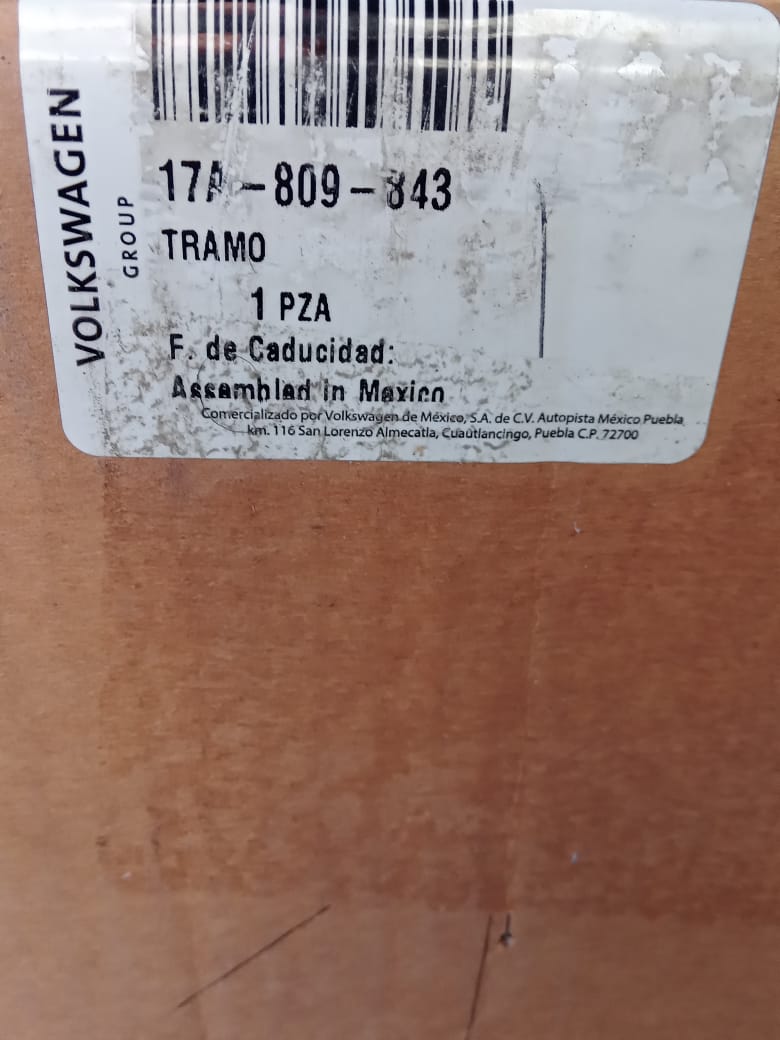 VOLKSWAGEN
GROUP
17A-809-843
TRAMO
1 PZA
F. de Caducidad:
Assemblad in Mexico
Comercializado por Volkswagen de México, S.A. de C.V. Autopista México Puebla
km. 116 San Lorenzo Almecatla, Cuautlancingo, Puebla C.P. 72700